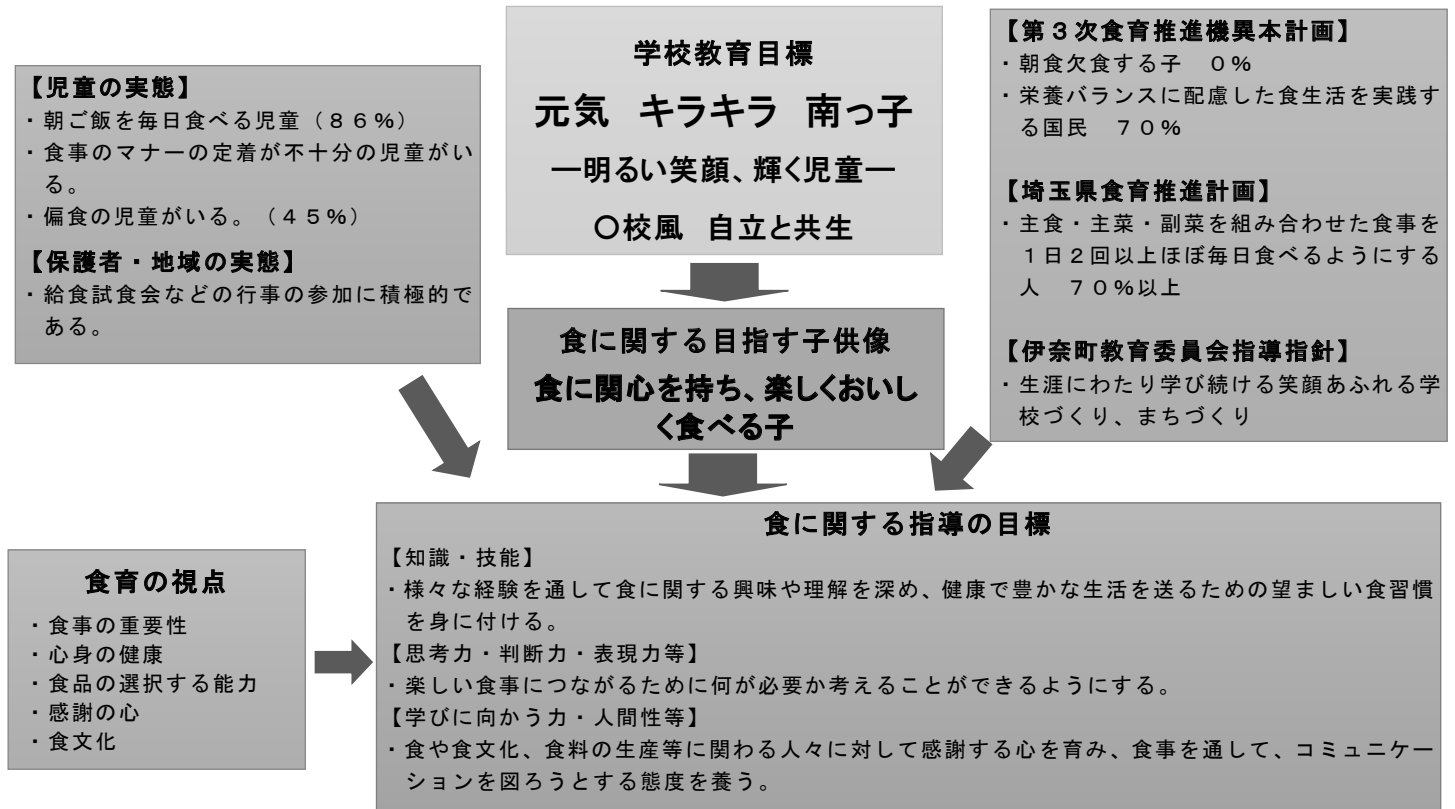 【児童の実態】
・朝ご飯を毎日食べる児童（８６％）
・食事のマナーの定着が不十分の児童がい
る。
・偏食の児童がいる。（４５％）
【保護者・地域の実態】
・給食試食会などの行事の参加に積極的で
ある。
学校教育目標
元気　キラキラ　南っ子
―明るい笑顔、輝く児童―
〇校風　自立と共生
食に関する目指す子供像
食に関心を持ち、楽しくおいし
く食べる子
【第３次食育推進機異本計画】
・朝食欠食する子　０％
・栄養バランスに配慮した食生活を実践す
る国民　７０％
【埼玉県食育推進計画】
・主食・主菜・副菜を組み合わせた食事を
１日２回以上ほぼ毎日食べるようにする
人　７０％以上
【伊奈町教育委員会指導指針】
・生涯にわたり学び続ける笑顔あふれる学
校づくり、まちづくり
食育の視点
・食事の重要性
・心身の健康
・食品の選択する能力
・感謝の心
・食文化
食に関する指導の目標
【知識・技能】
・様々な経験を通して食に関する興味や理解を深め、健康で豊かな生活を送るための望ましい食習慣
を身に付ける。
【思考力・判断力・表現力等】
・楽しい食事につながるために何が必要か考えることができるようにする。
【学びに向かう力・人間性等】
・食や食文化、食料の生産等に関わる人々に対して感謝する心を育み、食事を通して、コミュニケー
ションを図ろうとする態度を養う。